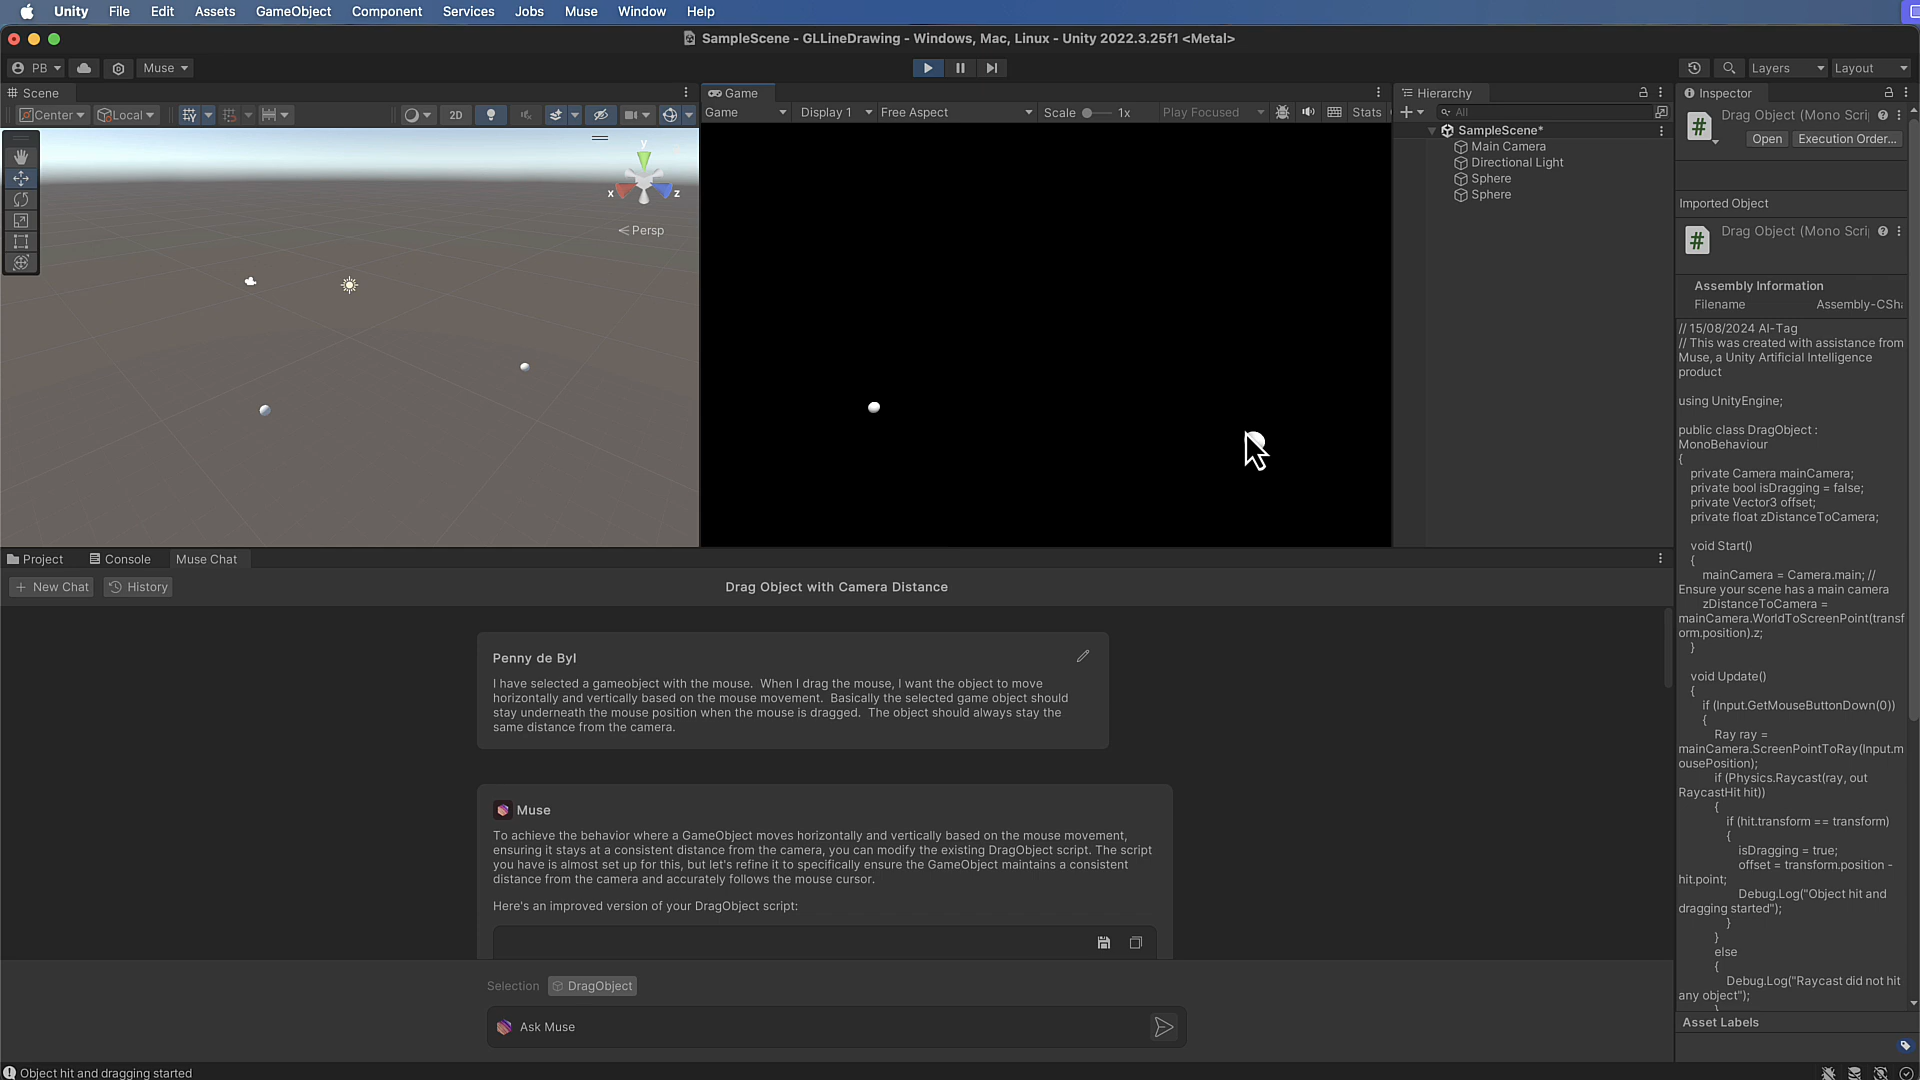 Unity File Edit Assets GameObject Component Services Jobs Muse Window Help
SampleScene - GLLineDrawing - Windows, Mac, Linux - Unity 2022.3.25f1 <Metal>
PB Muse Layers Layout
Scene
Center Local 2D
y
x z
Persp
Game
Game Display 1 Free Aspect Scale 1x Play Focused Stats
Hierarchy
All
SampleScene*
Main Camera
Directional Light
Sphere
Sphere
Inspector
Drag Object (Mono Scri
Open Execution Order...
Imported Object
Drag Object (Mono Scri
Assembly Information
Filename Assembly-CSha
// 15/08/2024 AI-Tag
// This was created with assistance from
Muse, a Unity Artificial Intelligence
product
using UnityEngine;
public class DragObject :
MonoBehaviour
{
private Camera mainCamera;
private bool isDragging = false;
private Vector3 offset;
private float zDistanceToCamera;
void Start()
{
mainCamera = Camera.main; //
Ensure your scene has a main camera
zDistanceToCamera =
mainCamera.WorldToScreenPoint(transf
orm.position).z;
}
void Update()
{
if (Input.GetMouseButtonDown(0))
{
Ray ray =
mainCamera.ScreenPointToRay(Input.m
ousePosition);
if (Physics.Raycast(ray, out
RaycastHit hit))
{
if (hit.transform == transform)
{
isDragging = true;
offset = transform.position -
hit.point;
Debug.Log("Object hit and
dragging started");
}
}
else
{
Debug.Log("Raycast did not hit
any object");
}
Asset Labels
Project Console Muse Chat
New Chat History Drag Object with Camera Distance
Penny de Byl
I have selected a gameobject with the mouse. When I drag the mouse, I want the object to move
horizontally and vertically based on the mouse movement. Basically the selected game object should
stay underneath the mouse position when the mouse is dragged. The object should always stay the
same distance from the camera.
Muse
To achieve the behavior where a GameObject moves horizontally and vertically based on the mouse movement,
ensuring it stays at a consistent distance from the camera, you can modify the existing DragObject script. The script
you have is almost set up for this, but let's refine it to specifically ensure the GameObject maintains a consistent
distance from the camera and accurately follows the mouse cursor.
Here's an improved version of your DragObject script:
Selection DragObject
Ask Muse
Object hit and dragging started